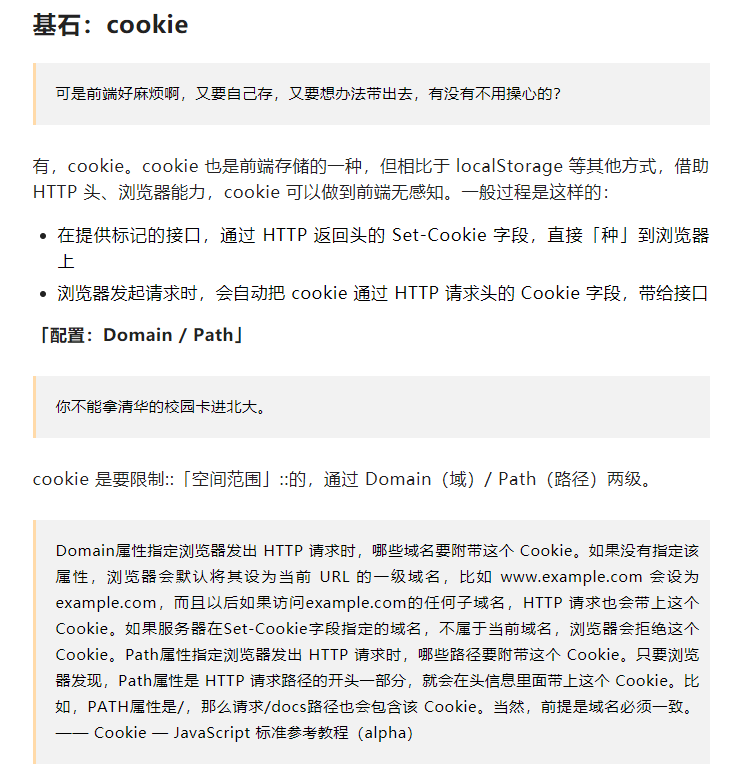 基石：cookie
可是前端好麻烦啊，又要自己存，又要想办法带出去，有没有不用操心的？
有，cookie。cookie 也是前端存储的一种，但相比于 localStorage 等其他方式，借助
HTTP 头、浏览器能力，cookie 可以做到前端无感知。一般过程是这样的：
• 在提供标记的接口，通过 HTTP 返回头的 Set-Cookie 字段，直接「种」到浏览器
上
• 浏览器发起请求时，会自动把 cookie 通过 HTTP 请求头的 Cookie 字段，带给接口
「配置：Domain / Path」
你不能拿清华的校园卡进北大。
cookie 是要限制::「空间范围」::的，通过 Domain（域）/ Path（路径）两级。
Domain属性指定浏览器发出 HTTP 请求时，哪些域名要附带这个 Cookie。如果没有指定该
属性，浏览器会默认将其设为当前 URL 的一级域名，比如 www.example.com 会设为
example.com，而且以后如果访问example.com的任何子域名，HTTP 请求也会带上这个
Cookie。如果服务器在Set-Cookie字段指定的域名，不属于当前域名，浏览器会拒绝这个
Cookie。Path属性指定浏览器发出 HTTP 请求时，哪些路径要附带这个 Cookie。只要浏览
器发现，Path属性是 HTTP 请求路径的开头一部分，就会在头信息里面带上这个 Cookie。比
如，PATH属性是/，那么请求/docs路径也会包含该 Cookie。当然，前提是域名必须一致。
—— Cookie — JavaScript 标准参考教程（alpha）